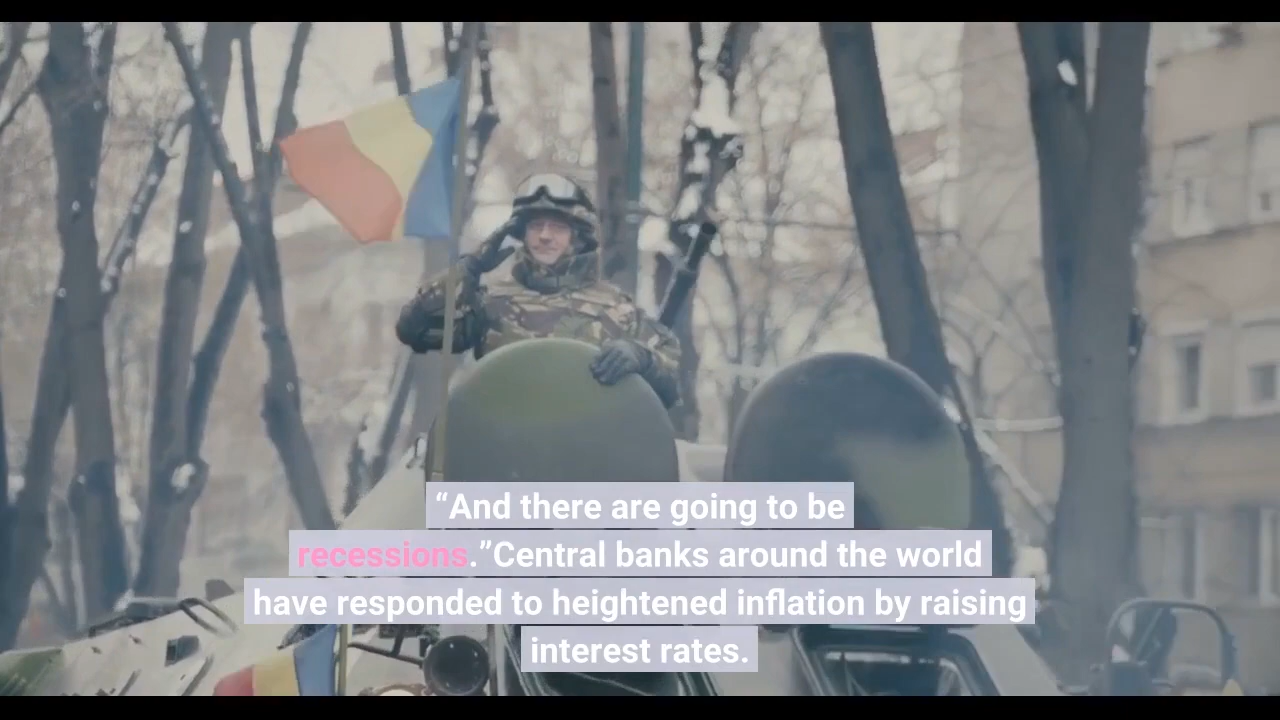 “And there are going to be
recessions.”Central banks around the world
have responded to heightened inflation by raising
interest rates.